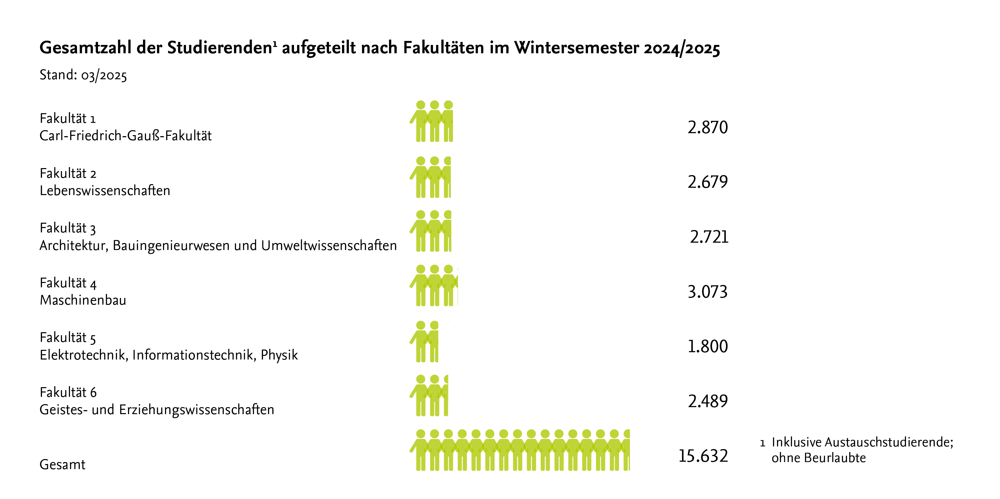 Gesamtzahl der Studierenden¹ aufgeteilt nach Fakultäten im Wintersemester 2024/2025
Stand: 03/2025
Fakultät 1
Carl-Friedrich-Gauß-Fakultät
2.870
Fakultät 2
Lebenswissenschaften
2.679
Fakultät 3
Architektur, Bauingenieurwesen und Umweltwissenschaften
2.721
Fakultät 4
Maschinenbau
3.073
Fakultät 5
Elektrotechnik, Informationstechnik, Physik
1.800
Fakultät 6
Geistes- und Erziehungswissenschaften
2.489
Gesamt
15.632
1 Inklusive Austauschstudierende;
ohne Beurlaubte